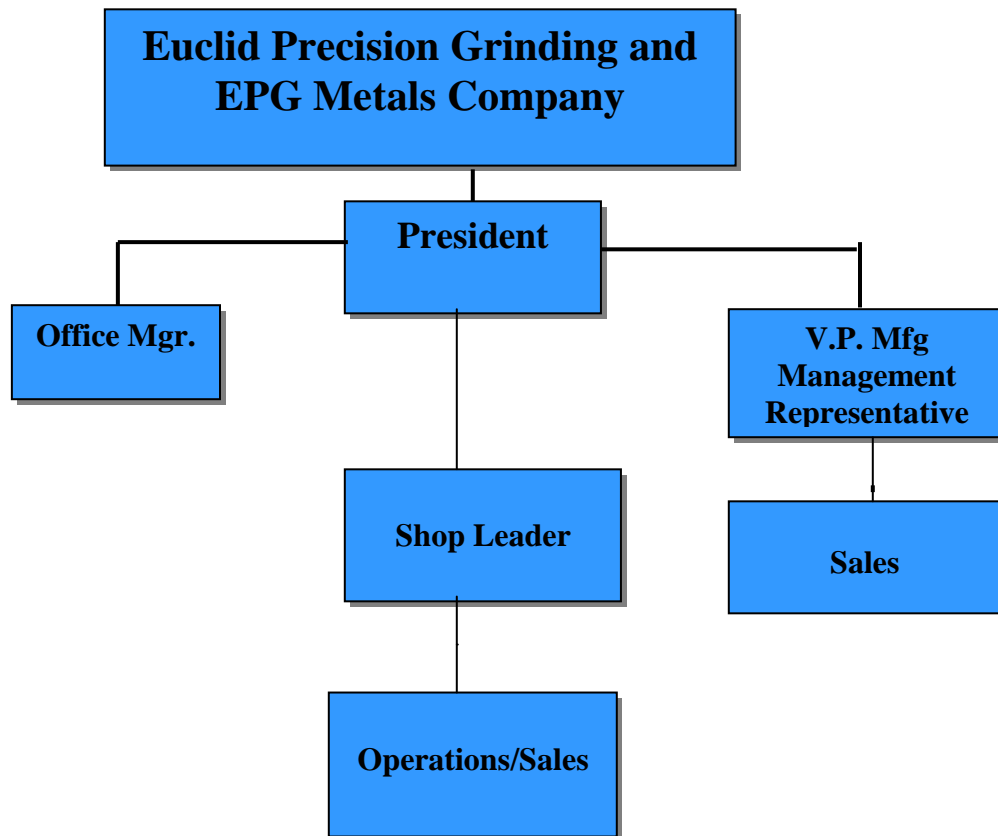 Euclid Precision Grinding and
EPG Metals Company
President
Office Mgr.
V.P. Mfg
Management
Representative
Shop Leader
Sales
Operations/Sales